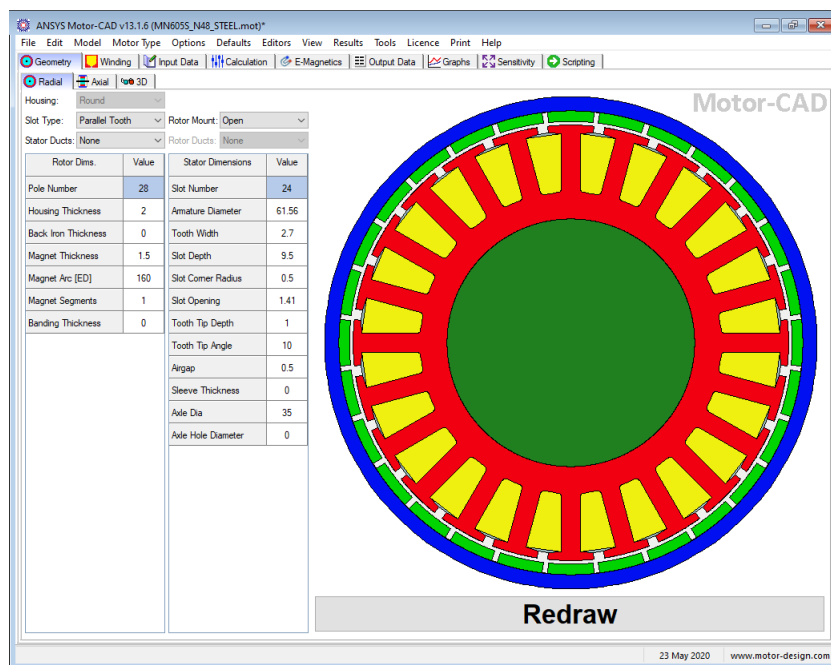 ANSYS Motor-CAD v13.1.6 (MN605S_N48_STEEL.mot)*
File Edit Model Motor Type Options Defaults Editors View Results Tools Licence Print Help
Geometry Winding Input Data Calculation E-Magnetics Output Data Graphs Sensitivity Scripting
Radial Axial 3D
Housing: Round
Slot Type: Parallel Tooth Rotor Mount: Open
Stator Ducts: None Rotor Ducts: None
Motor-CAD
Rotor Dims. Value Stator Dimensions Value
Pole Number 28 Slot Number 24
Housing Thickness 2 Armature Diameter 61.56
Back Iron Thickness 0 Tooth Width 2.7
Magnet Thickness 1.5 Slot Depth 9.5
Magnet Arc [ED] 160 Slot Corner Radius 0.5
Magnet Segments 1 Slot Opening 1.41
Banding Thickness 0 Tooth Tip Depth 1
Tooth Tip Angle 10
Airgap 0.5
Sleeve Thickness 0
Axle Dia 35
Axle Hole Diameter 0
Redraw
23 May 2020 www.motor-design.com